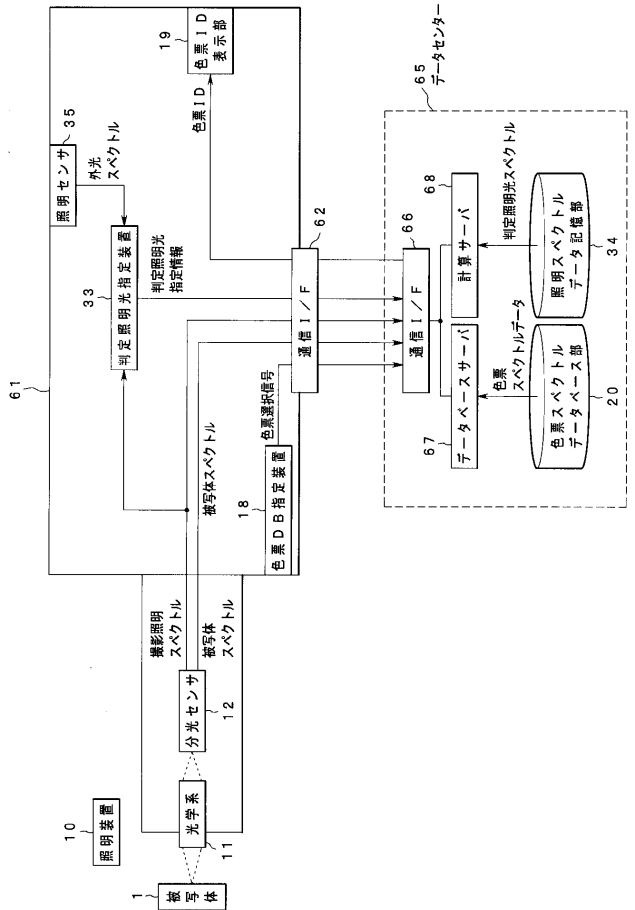 61
照明センサ
35
外光
スペクトル
33
判定照明光指定装置
判定照明光
指定情報
色票ID
19
色票ID
表示部
10
照明装置
1
被写体
光学系
11
分光センサ
12
撮影照明
スペクトル
被写体
スペクトル
被写体スペクトル
18
色票DB指定装置
色票選択信号
通信I/F
62
通信I/F
66
65
データセンター
67
データベースサーバ
計算サーバ
68
色票
スペクトルデータ
判定照明光スペクトル
色票スペクトル
データベース部
20
照明スペクトル
データ記憶部
34